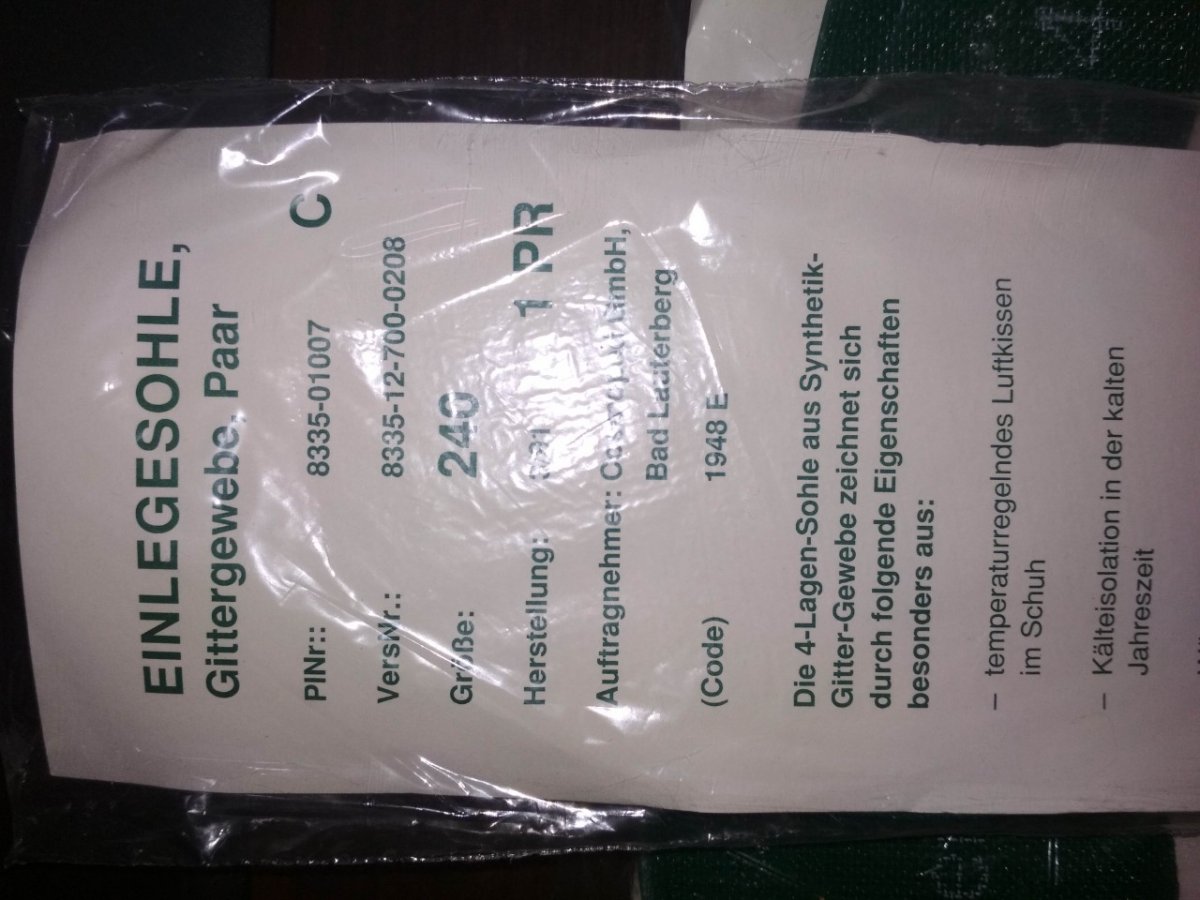 EINLEGESOHLE,
Gittergewebe, Paar
PlNr:: 8335-01007 C
VersNr.: 8335-12-700-0208
Größe: 240
Herstellung: 1 PR
Auftragnehmer: GmbH,
Bad Lauterberg
(Code) 1948 E
Die 4-Lagen-Sohle aus Synthetik-
Gitter-Gewebe zeichnet sich
durch folgende Eigenschaften
besonders aus:
– temperaturregelndes Luftkissen
im Schuh
– Kälteisolation in der kalten
Jahreszeit